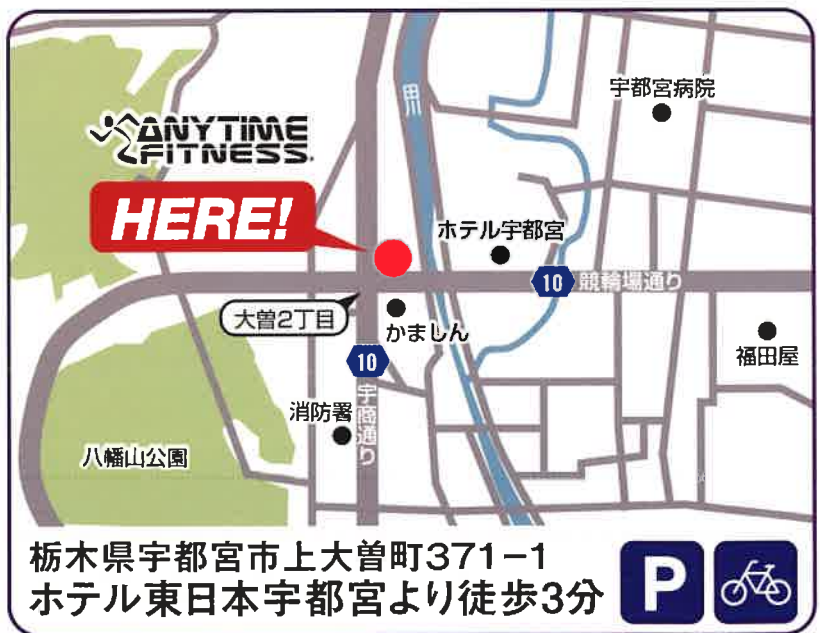 宇都宮病院
田川
ANYTIME
FITNESS.
HERE!
ホテル宇都宮
10
競輪場通り
大曽2丁目
かましん
福田屋
10
宇商通り
消防署
八幡山公園
栃木県宇都宮市上大曽町371-1
ホテル東日本宇都宮より徒歩3分
P